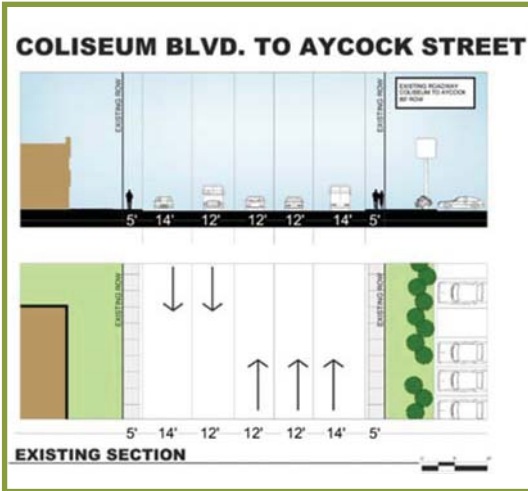 COLISEUM BLVD. TO AYCOCK STREET
EXISTING ROW
EXISTING ROW
EXISTING ROADWAY
COLISEUM TO AYCOCK
ROW
5' 14' 12' 12' 12' 14' 5'
EXISTING ROW
EXISTING ROW
5' 14' 12' 12' 12' 14' 5'
EXISTING SECTION